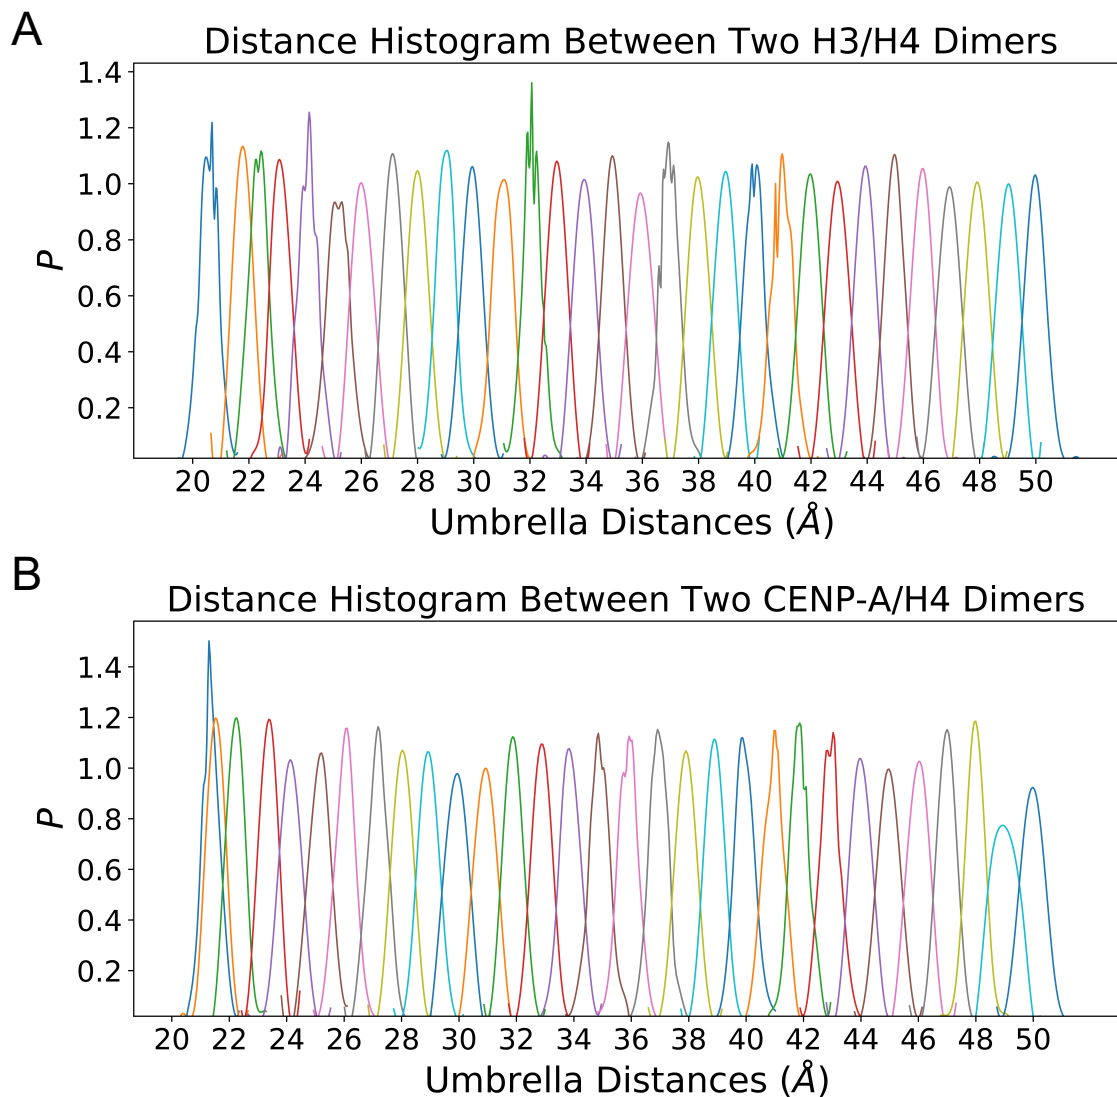 A
Distance Histogram Between Two H3/H4 Dimers
1.4
1.2
1.0
0.8
0.6
0.4
0.2
P
20 22 24 26 28 30 32 34 36 38 40 42 44 46 48 50
Umbrella Distances (Å)
B
Distance Histogram Between Two CENP-A/H4 Dimers
1.4
1.2
1.0
0.8
0.6
0.4
0.2
P
20 22 24 26 28 30 32 34 36 38 40 42 44 46 48 50
Umbrella Distances (Å)